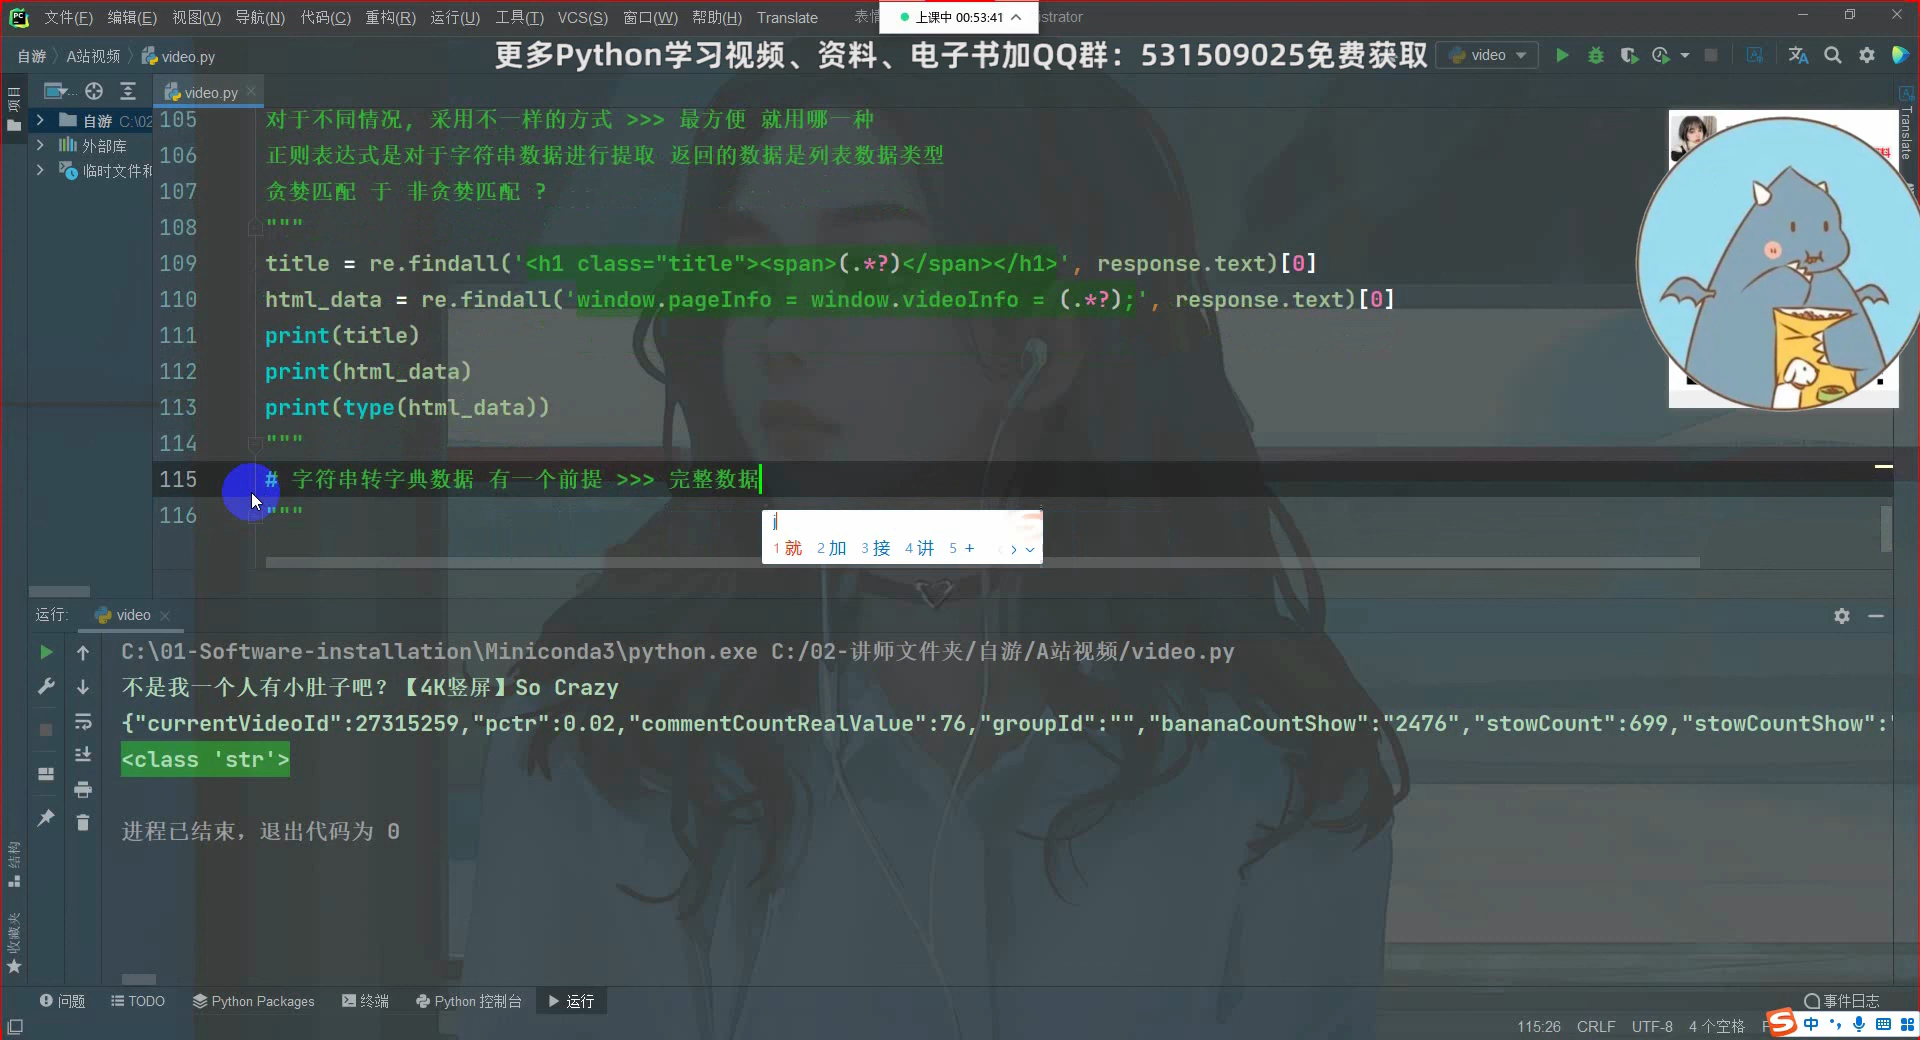 文件(F) 编辑(E) 视图(V) 导航(N) 代码(C) 重构(R) 运行(U) 工具(T) VCS(S) 窗口(W) 帮助(H) Translate
上课中 00:53:41
自游 A站视频 video.py
更多Python学习视频、资料、电子书加QQ群：531509025免费获取
video
项目
video.py
自游 C:\02
外部库
临时文件和
Translate
105 对于不同情况, 采用不一样的方式 >>> 最方便 就用哪一种
106 正则表达式是对于字符串数据进行提取 返回的数据是列表数据类型
107 贪婪匹配 于 非贪婪匹配 ?
108 """
109 title = re.findall('<h1 class="title"><span>(.*?)</span></h1>', response.text)[0]
110 html_data = re.findall('window.pageInfo = window.videoInfo = (.*?);', response.text)[0]
111 print(title)
112 print(html_data)
113 print(type(html_data))
114 """
115 # 字符串转字典数据 有一个前提 >>> 完整数据
116 """
j
1 就 2 加 3 接 4 讲 5 +
运行: video
C:\01-Software-installation\Miniconda3\python.exe C:/02-讲师文件夹/自游/A站视频/video.py
不是我一个人有小肚子吧？【4K竖屏】So Crazy
{"currentVideoId":27315259,"pctr":0.02,"commentCountRealValue":76,"groupId":"","bananaCountShow":"2476","stowCount":699,"stowCountShow":
<class 'str'>
进程已结束，退出代码为 0
结构
收藏夹
问题 TODO Python Packages 终端 Python 控制台 运行
事件日志
115:26 CRLF UTF-8 4 个空格
中